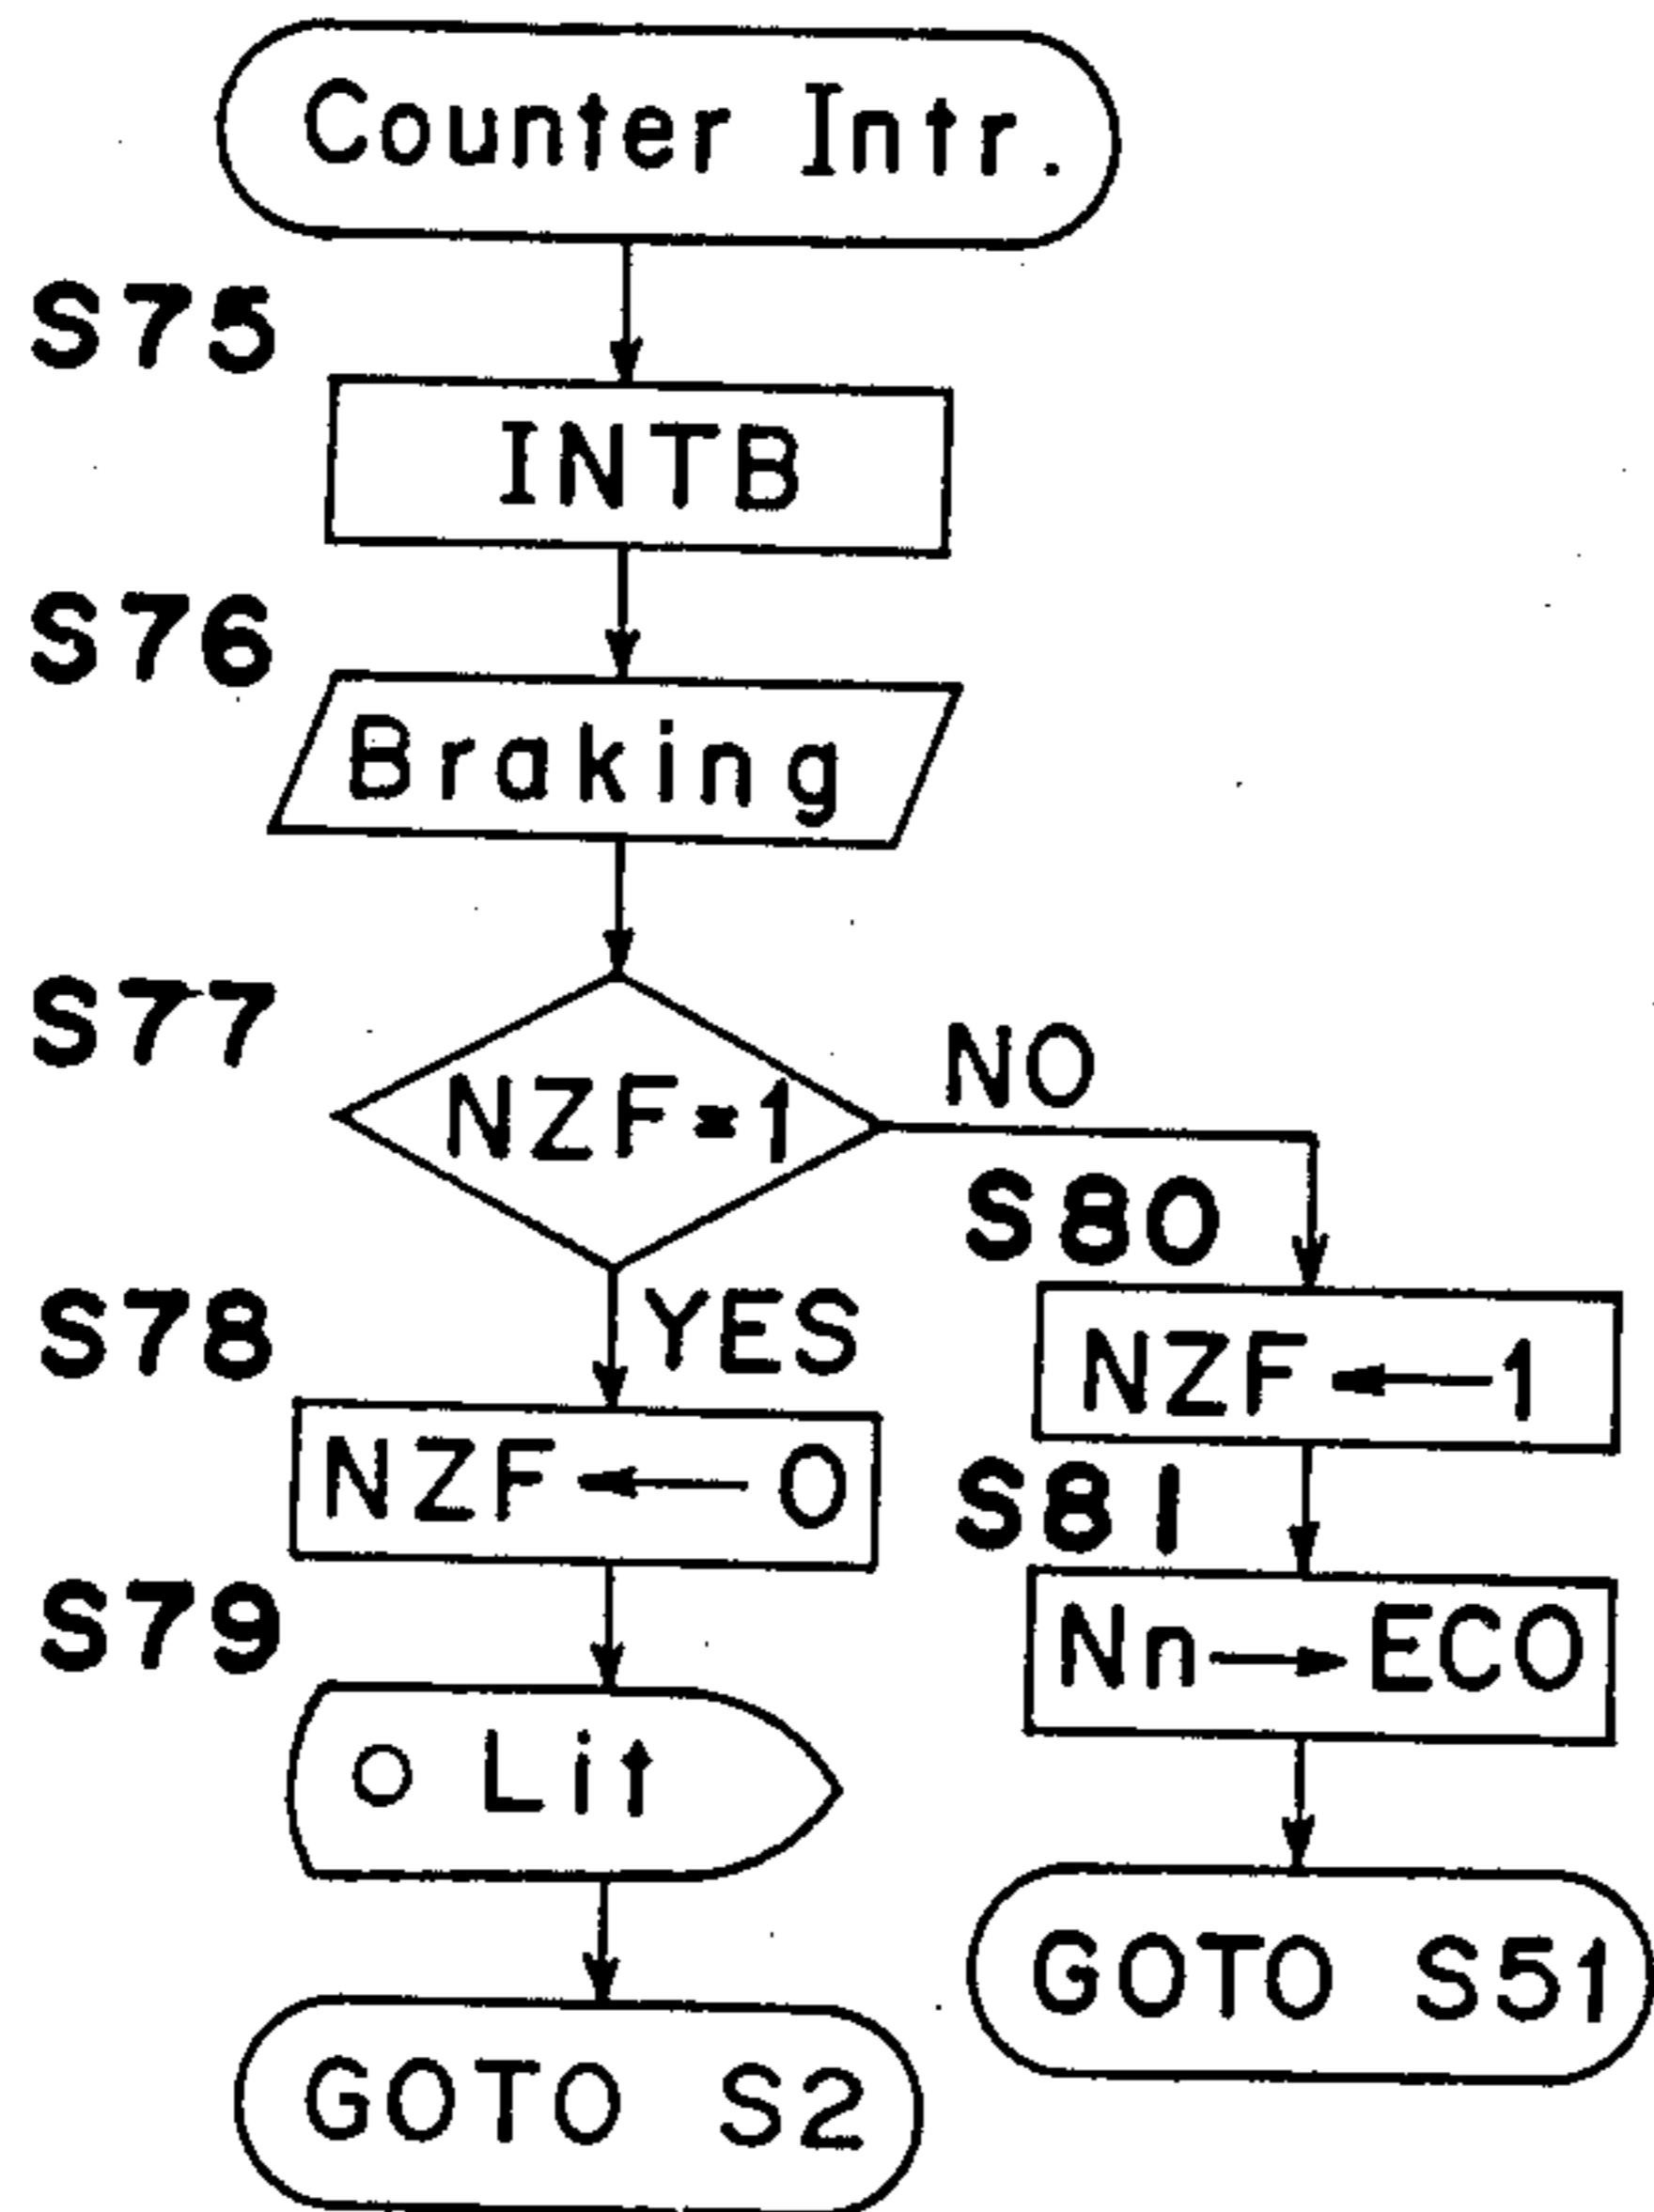 Counter Intr.
S75
INTB
S76
Braking
S77
NZF=1
NO
S80
S78
YES
NZF←1
NZF←0
S81
S79
Nn→ECO
○ Lit
GOTO S51
GOTO S2